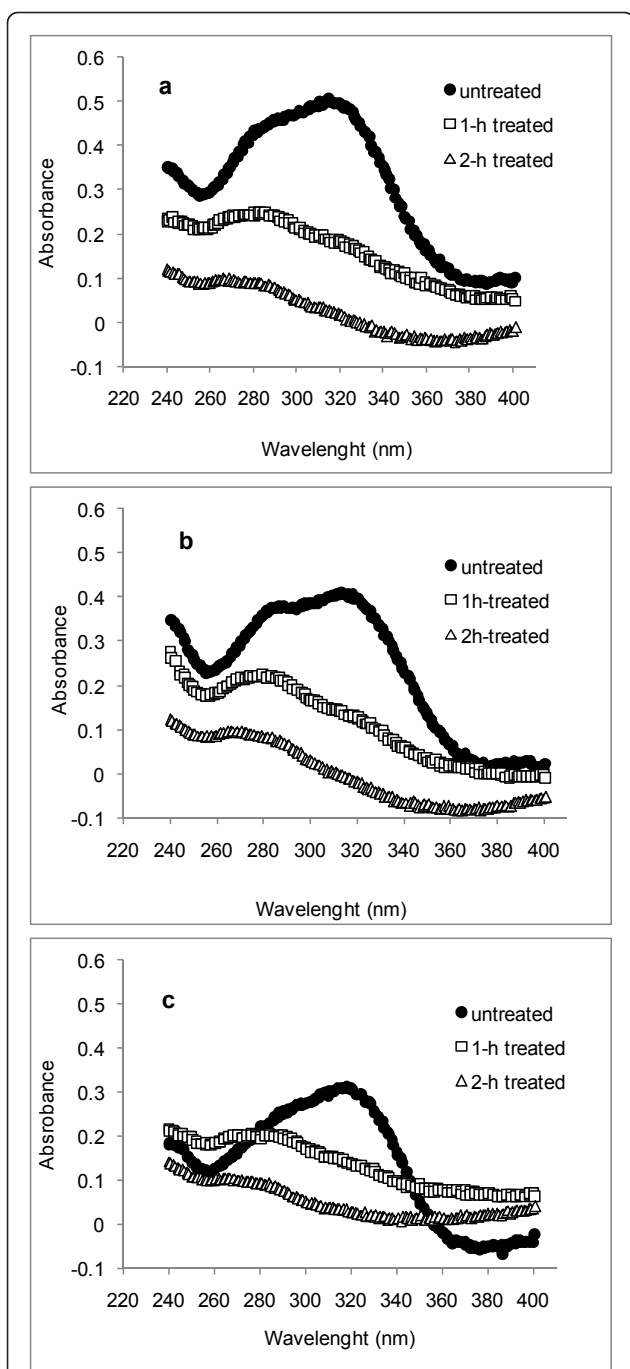 0.6
a
untreated
0.5
1-h treated
0.4
2-h treated
0.3
0.2
0.1
0
-0.1
Absorbance
220 240 260 280 300 320 340 360 380 400
Wavelenght (nm)
0.6
b
untreated
0.5
1h-treated
0.4
2h-treated
0.3
0.2
0.1
0
-0.1
Absorbance
220 240 260 280 300 320 340 360 380 400
Wavelenght (nm)
0.6
c
untreated
0.5
1-h treated
0.4
2-h treated
0.3
0.2
0.1
0
-0.1
Absrobance
220 240 260 280 300 320 340 360 380 400
Wavelenght (nm)